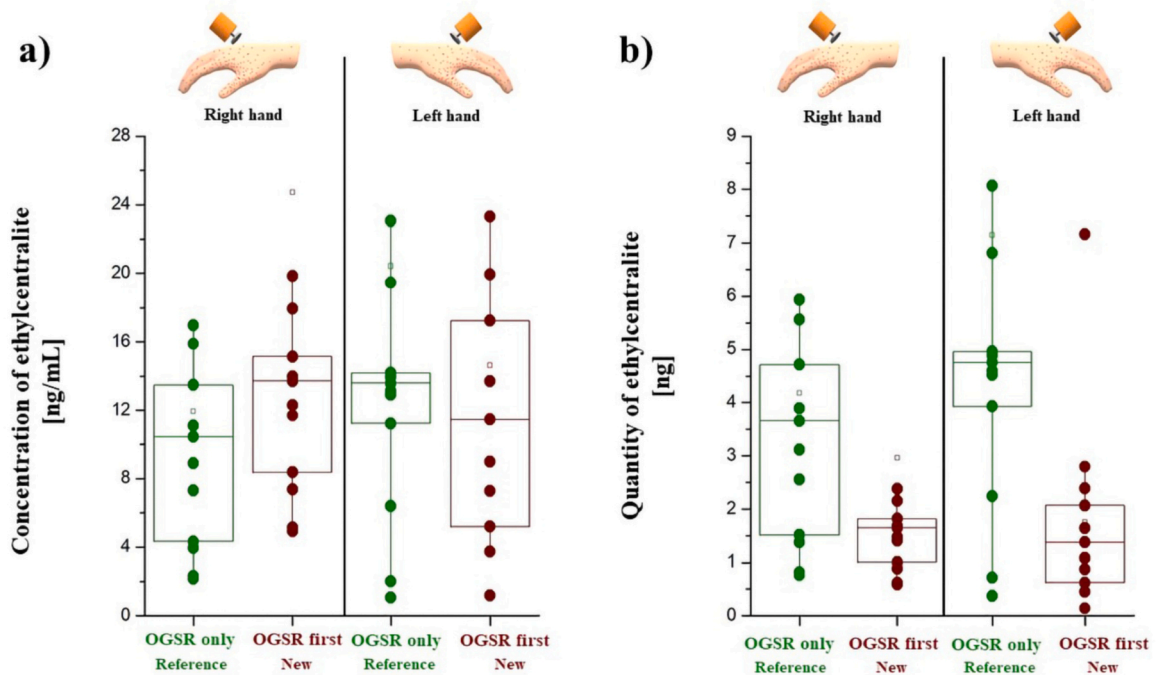 a)
Right hand
Left hand
Concentration of ethylcentralite
[ng/mL]
28
24
20
16
12
8
4
0
OGSR only
Reference
OGSR first
New
OGSR only
Reference
OGSR first
New
b)
Right hand
Left hand
Quantity of ethylcentralite
[ng]
9
8
7
6
5
4
3
2
1
0
OGSR only
Reference
OGSR first
New
OGSR only
Reference
OGSR first
New